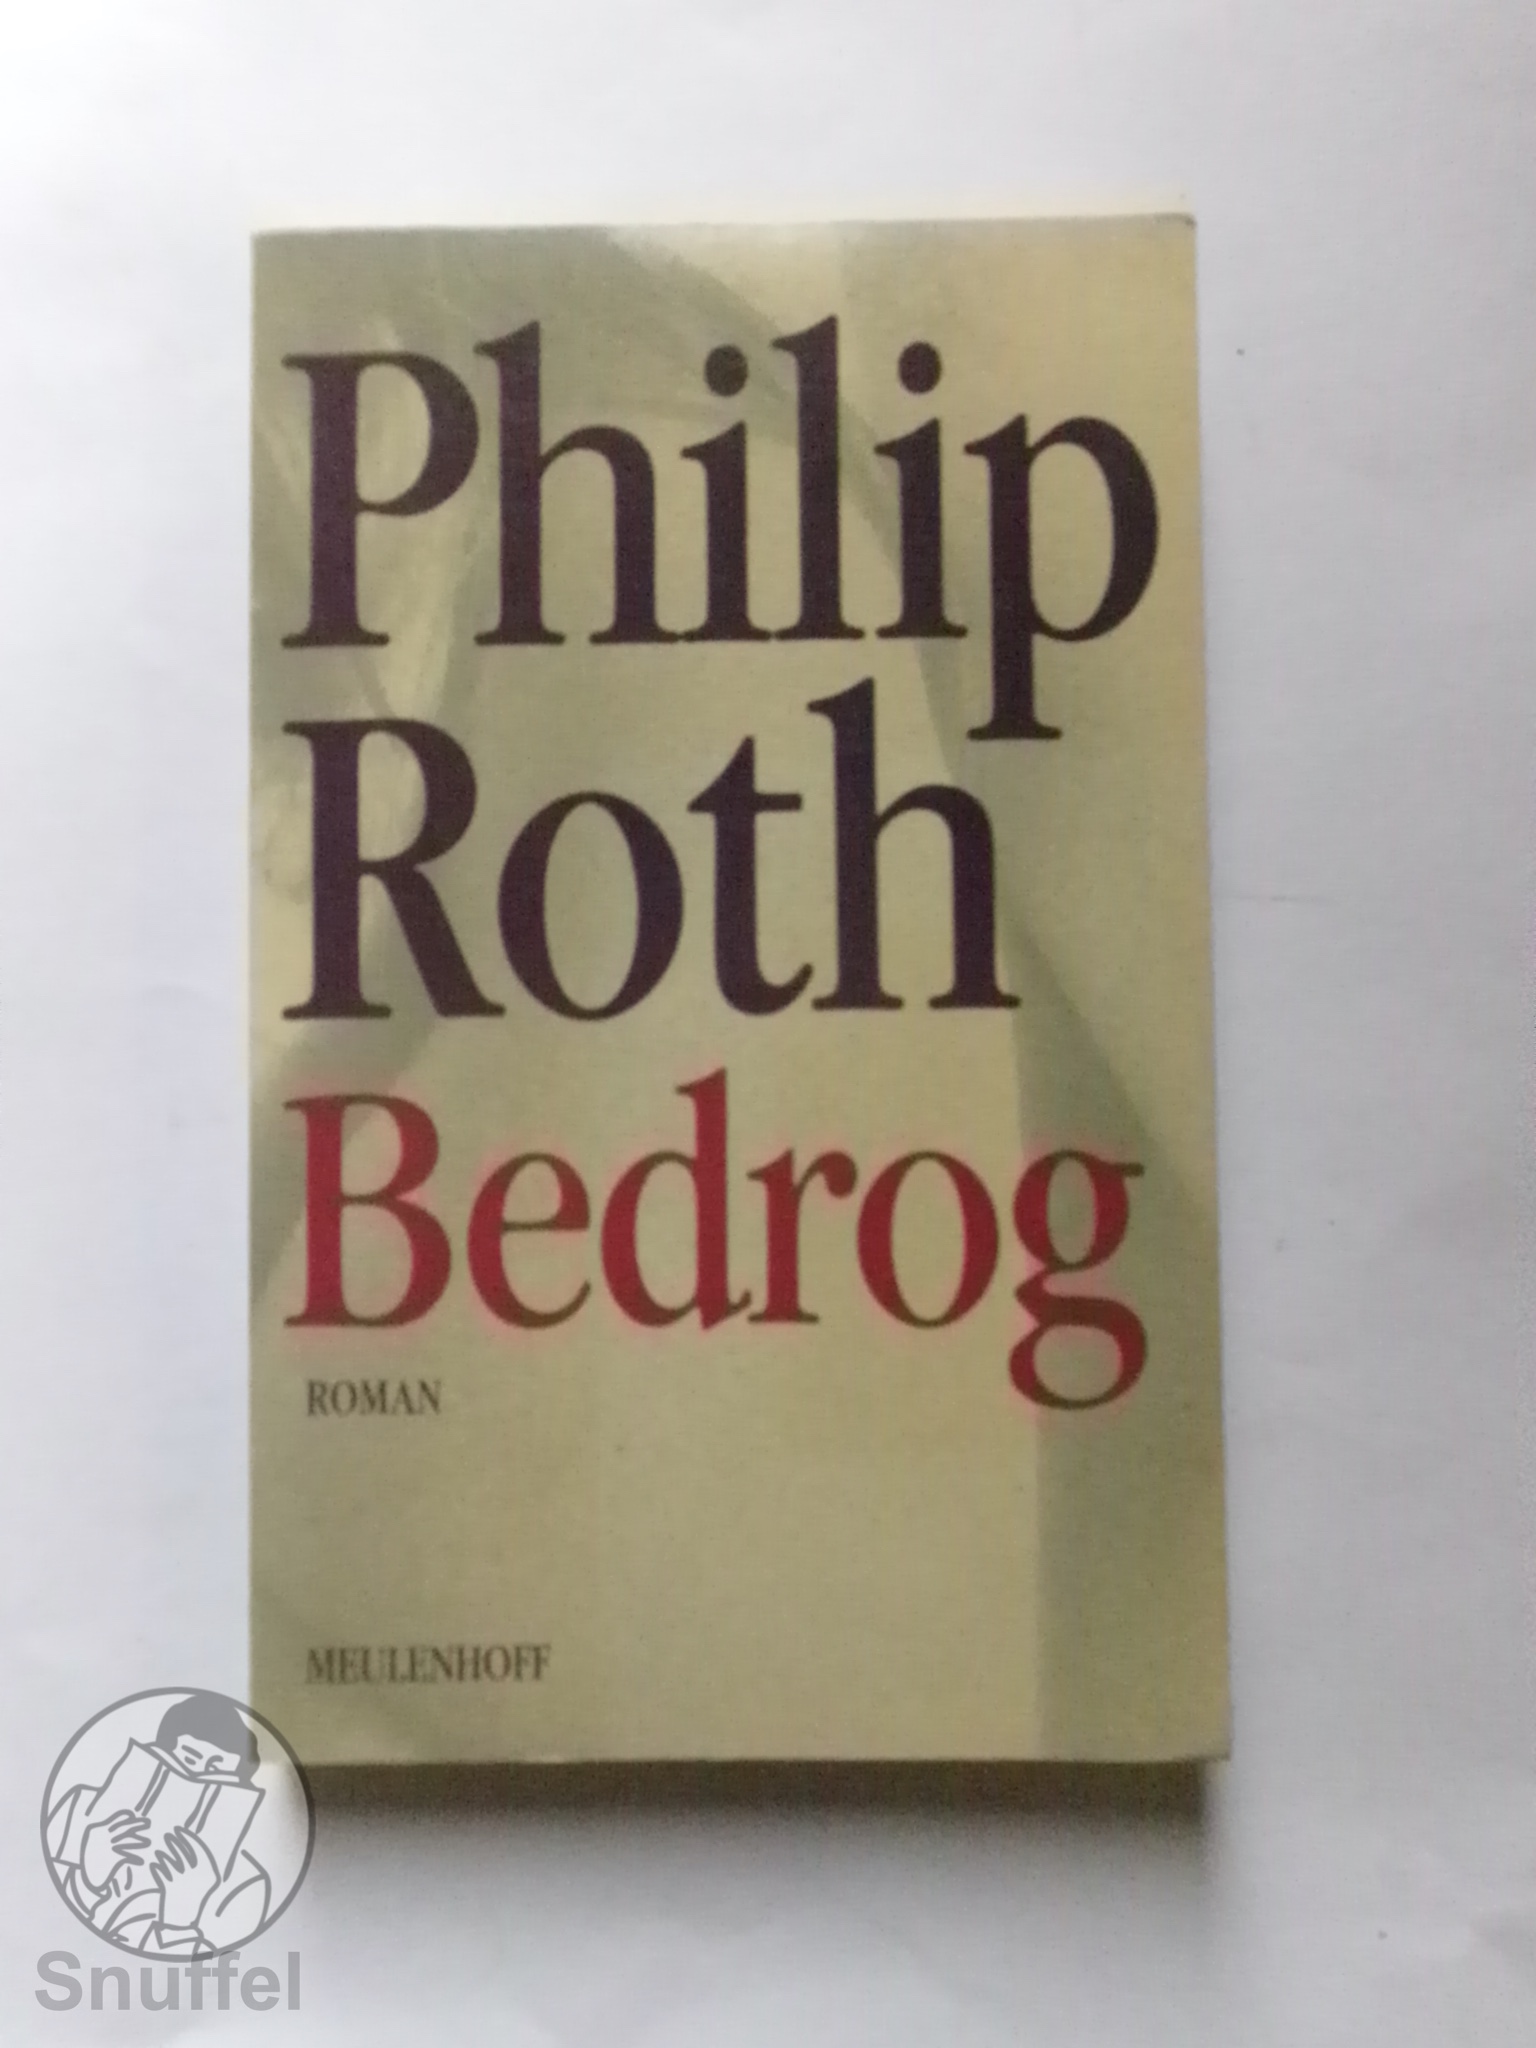 Philip
Roth
Bedrog
ROMAN
MEULENHOFF
Snuffel